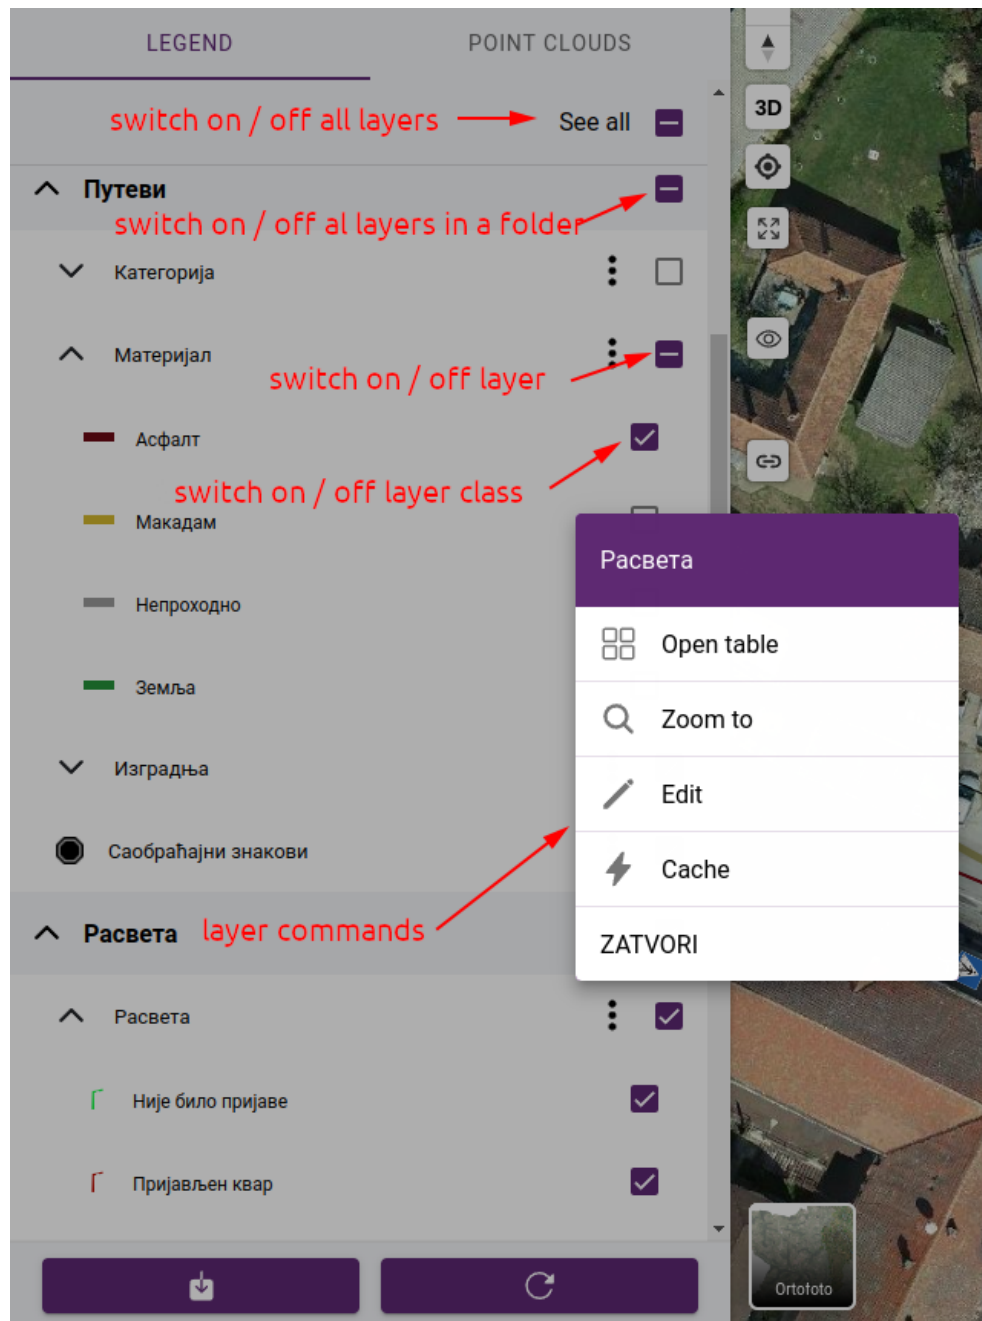 LEGEND POINT CLOUDS
switch on / off all layers See all
3D
Путеви
switch on / off al layers in a folder
Категорија
Материјал
switch on / off layer
Асфалт
switch on / off layer class
Макадам
Расвета
Непроходно
Open table
Земља
Zoom to
Изградња
Edit
Саобраћајни знакови
Cache
Расвета layer commands
ZATVORI
Расвета
Није било пријаве
Пријављен квар
Ortofoto